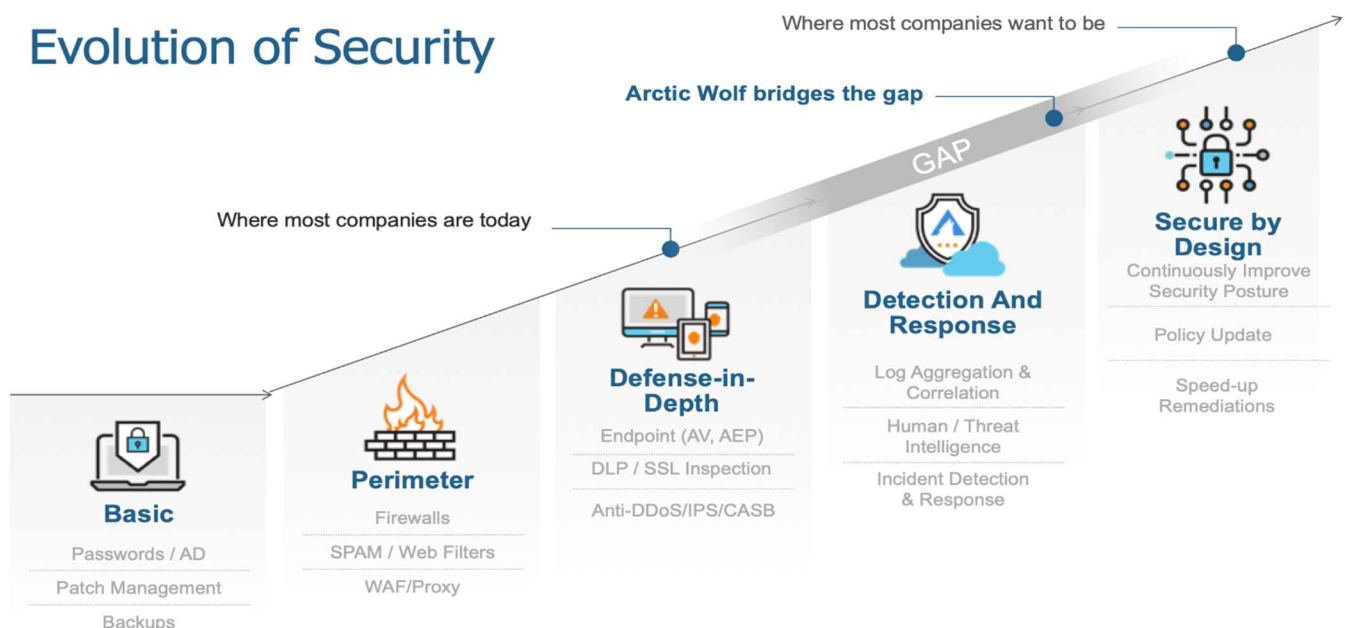 Evolution of Security
Where most companies want to be
Arctic Wolf bridges the gap
GAP
Where most companies are today
Basic
Passwords / AD
Patch Management
Backups
Perimeter
Firewalls
SPAM / Web Filters
WAF/Proxy
Defense-in-
Depth
Endpoint (AV, AEP)
DLP / SSL Inspection
Anti-DDoS/IPS/CASB
Detection And
Response
Log Aggregation &
Correlation
Human / Threat
Intelligence
Incident Detection
& Response
Secure by
Design
Continuously Improve
Security Posture
Policy Update
Speed-up
Remediations